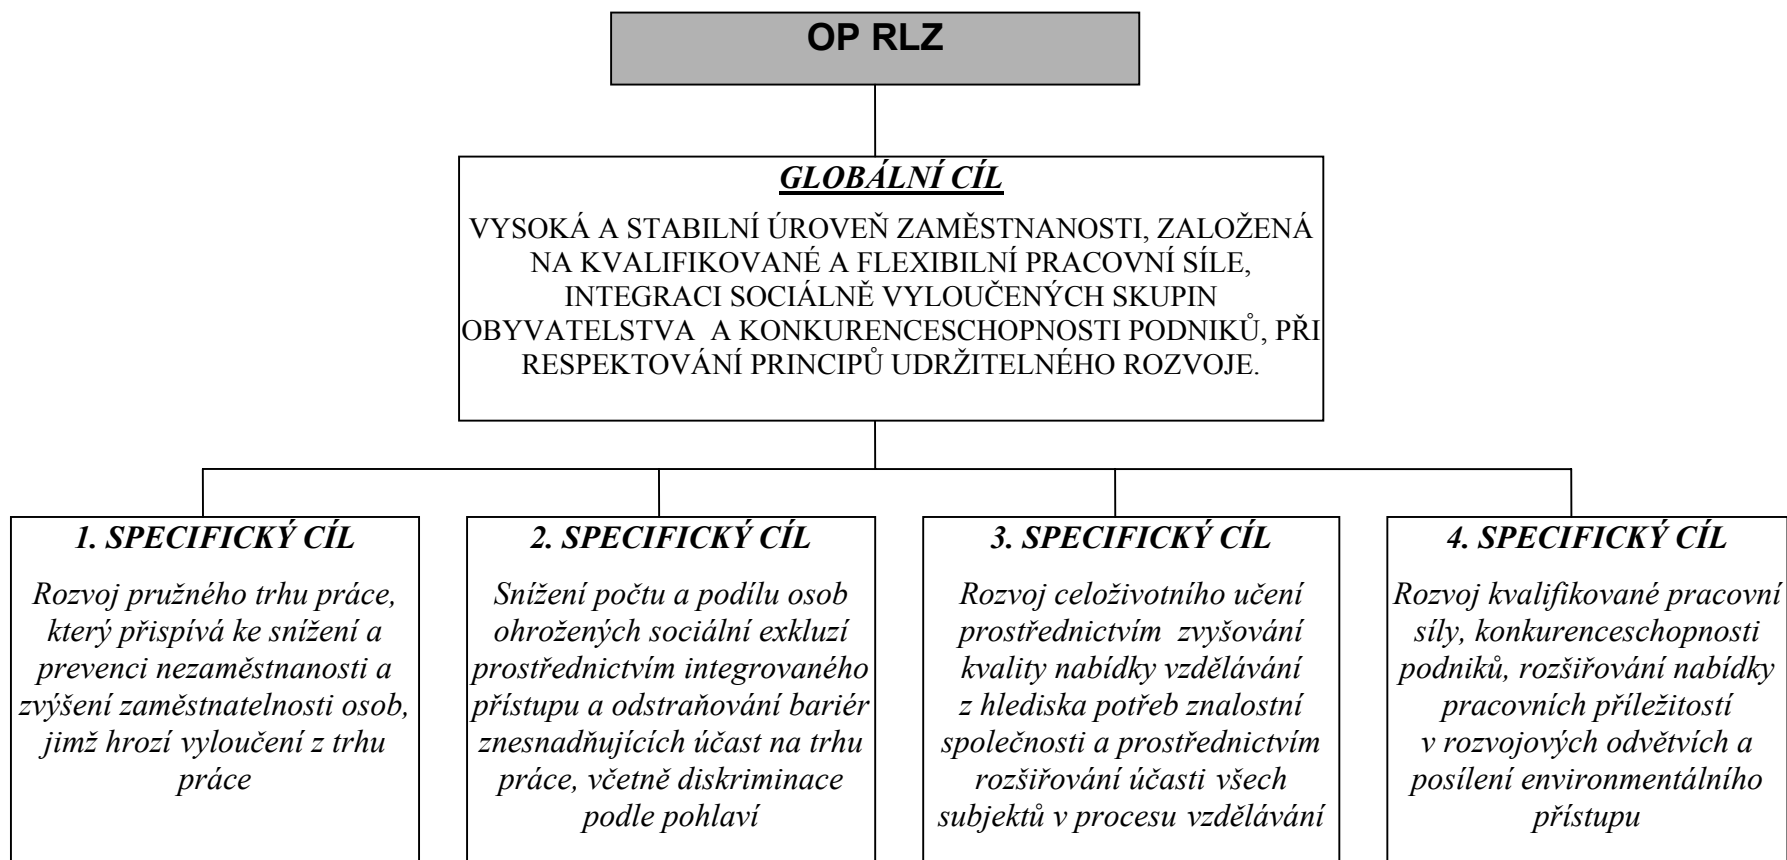 OP RLZ
GLOBÁLNÍ CÍL
VYSOKÁ A STABILNÍ ÚROVEŇ ZAMĚSTNANOSTI, ZALOŽENÁ
NA KVALIFIKOVANÉ A FLEXIBILNÍ PRACOVNÍ SÍLE,
INTEGRACI SOCIÁLNĚ VYLOUČENÝCH SKUPIN
OBYVATELSTVA A KONKURENCESCHOPNOSTI PODNIKŮ, PŘI
RESPEKTOVÁNÍ PRINCIPŮ UDRŽITELNÉHO ROZVOJE.
1. SPECIFICKÝ CÍL
Rozvoj pružného trhu práce,
který přispívá ke snížení a
prevenci nezaměstnanosti a
zvýšení zaměstnatelnosti osob,
jimž hrozí vyloučení z trhu
práce
2. SPECIFICKÝ CÍL
Snížení počtu a podílu osob
ohrožených sociální exkluzí
prostřednictvím integrovaného
přístupu a odstraňování bariér
znesnadňujících účast na trhu
práce, včetně diskriminace
podle pohlaví
3. SPECIFICKÝ CÍL
Rozvoj celoživotního učení
prostřednictvím zvyšování
kvality nabídky vzdělávání
z hlediska potřeb znalostní
společnosti a prostřednictvím
rozšiřování účasti všech
subjektů v procesu vzdělávání
4. SPECIFICKÝ CÍL
Rozvoj kvalifikované pracovní
síly, konkurenceschopnosti
podniků, rozšiřování nabídky
pracovních příležitostí
v rozvojových odvětvích a
posílení environmentálního
přístupu